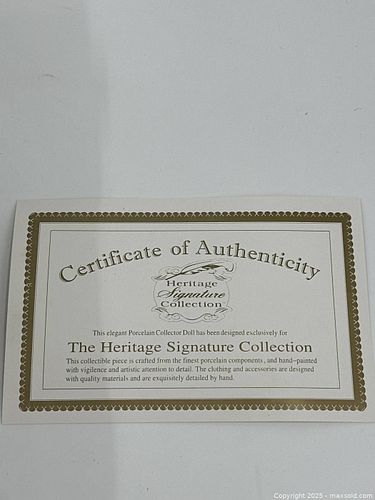 Certificate of Authenticity
Heritage
Signature
Collection
This elegant Porcelain Collector Doll has been designed exclusively for
The Heritage Signature Collection
This collectible piece is crafted from the finest porcelain components, and hand-painted
with vigilence and artistic attention to detail. The clothing and accessories are designed
with quality materials and are exquisitely detailed by hand.
Copyright 2025 - maxsold.com